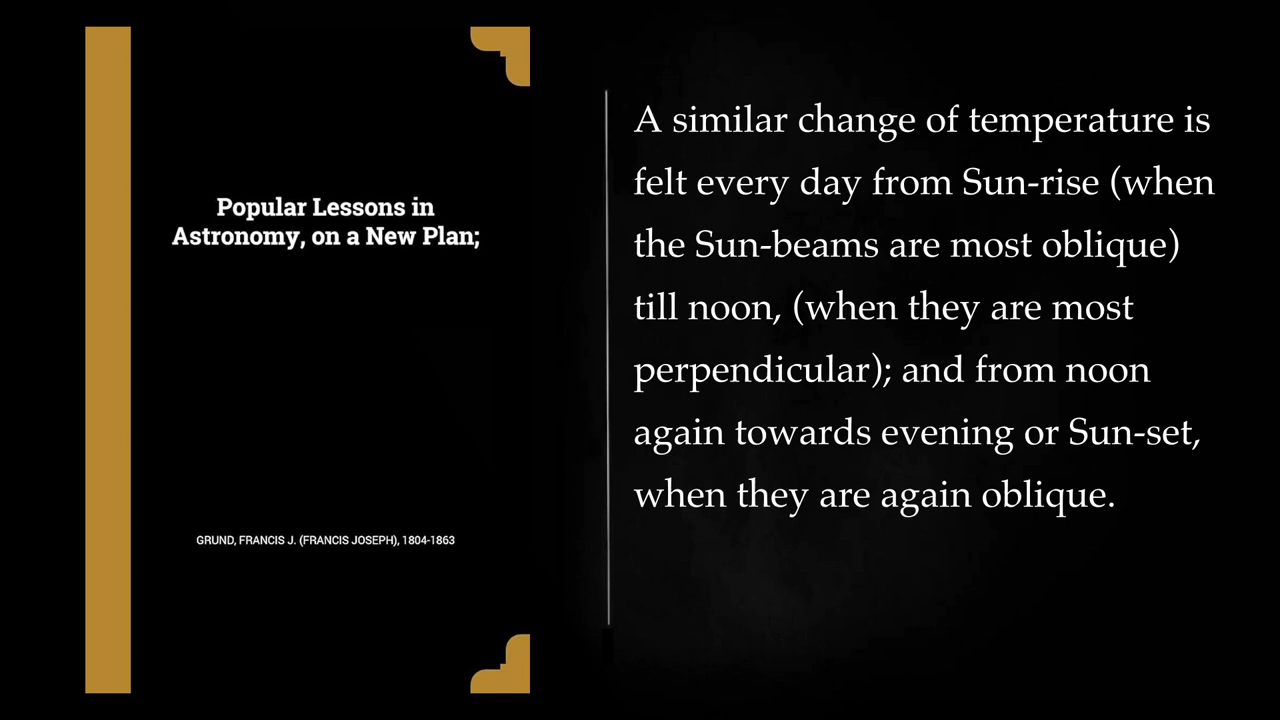 Popular Lessons in
Astronomy, on a New Plan;
GRUND, FRANCIS J. (FRANCIS JOSEPH), 1804-1863
A similar change of temperature is
felt every day from Sun-rise (when
the Sun-beams are most oblique)
till noon, (when they are most
perpendicular); and from noon
again towards evening or Sun-set,
when they are again oblique.